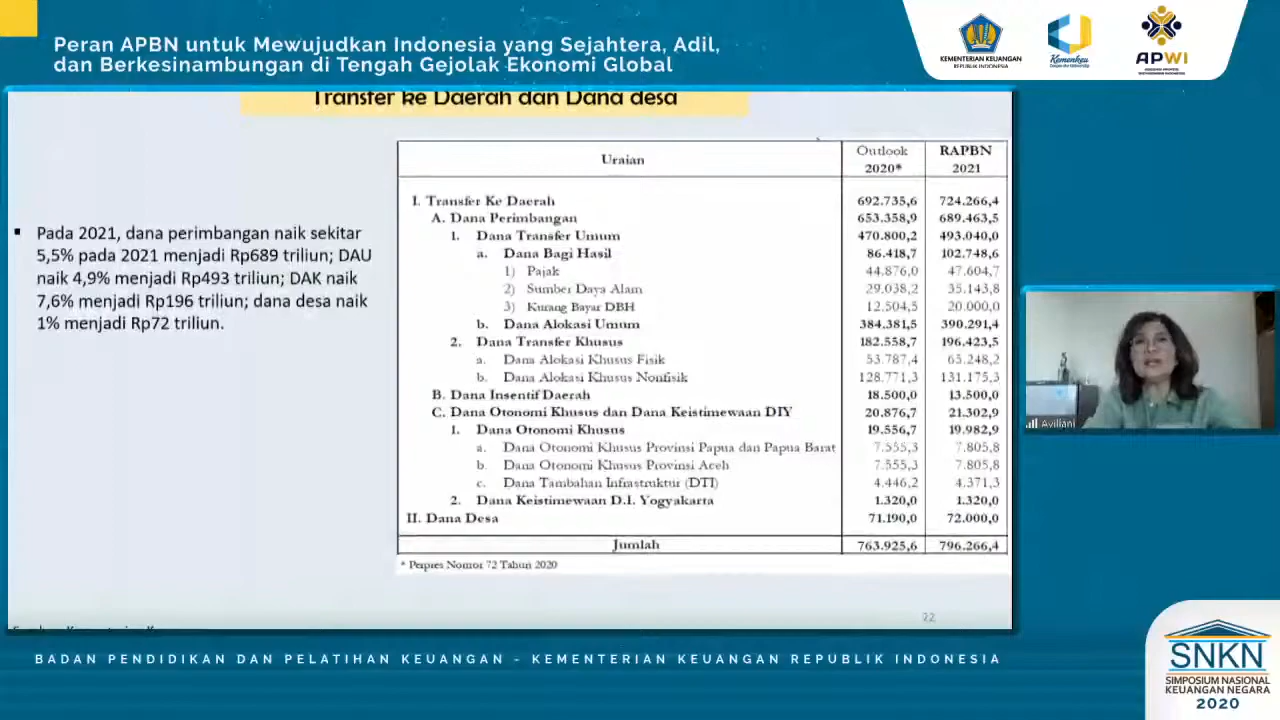 Peran APBN untuk Mewujudkan Indonesia yang Sejahtera, Adil,
dan Berkesinambungan di Tengah Gejolak Ekonomi Global
KEMENTERIAN KEUANGAN
REPUBLIK INDONESIA
Kemenkeu
APWI
Transfer ke Daerah dan Dana desa
▪ Pada 2021, dana perimbangan naik sekitar
5,5% pada 2021 menjadi Rp689 triliun; DAU
naik 4,9% menjadi Rp493 triliun; DAK naik
7,6% menjadi Rp196 triliun; dana desa naik
1% menjadi Rp72 triliun.
Uraian Outlook 2020* RAPBN 2021
I. Transfer Ke Daerah 692.735,6 724.266,4
A. Dana Perimbangan 653.358,9 689.463,5
1. Dana Transfer Umum 470.800,2 493.040,0
a. Dana Bagi Hasil 86.418,7 102.748,6
1) Pajak 44.876,0 47.604,7
2) Sumber Daya Alam 29.038,2 35.143,8
3) Kurang Bayar DBH 12.504,5 20.000,0
b. Dana Alokasi Umum 384.381,5 390.291,4
2. Dana Transfer Khusus 182.558,7 196.423,5
a. Dana Alokasi Khusus Fisik 53.787,4 65.248,2
b. Dana Alokasi Khusus Nonfisik 128.771,3 131.175,3
B. Dana Insentif Daerah 18.500,0 13.500,0
C. Dana Otonomi Khusus dan Dana Keistimewaan DIY 20.876,7 21.302,9
1. Dana Otonomi Khusus 19.556,7 19.982,9
a. Dana Otonomi Khusus Provinsi Papua dan Papua Barat 7.555,3 7.805,8
b. Dana Otonomi Khusus Provinsi Aceh 7.555,3 7.805,8
c. Dana Tambahan Infrastruktur (DTI) 4.446,2 4.371,3
2. Dana Keistimewaan D.I. Yogyakarta 1.320,0 1.320,0
II. Dana Desa 71.190,0 72.000,0
Jumlah 763.925,6 796.266,4
* Perpres Nomor 72 Tahun 2020
22
Aviliani
BADAN PENDIDIKAN DAN PELATIHAN KEUANGAN - KEMENTERIAN KEUANGAN REPUBLIK INDONESIA
SNKN
SIMPOSIUM NASIONAL
KEUANGAN NEGARA
2020